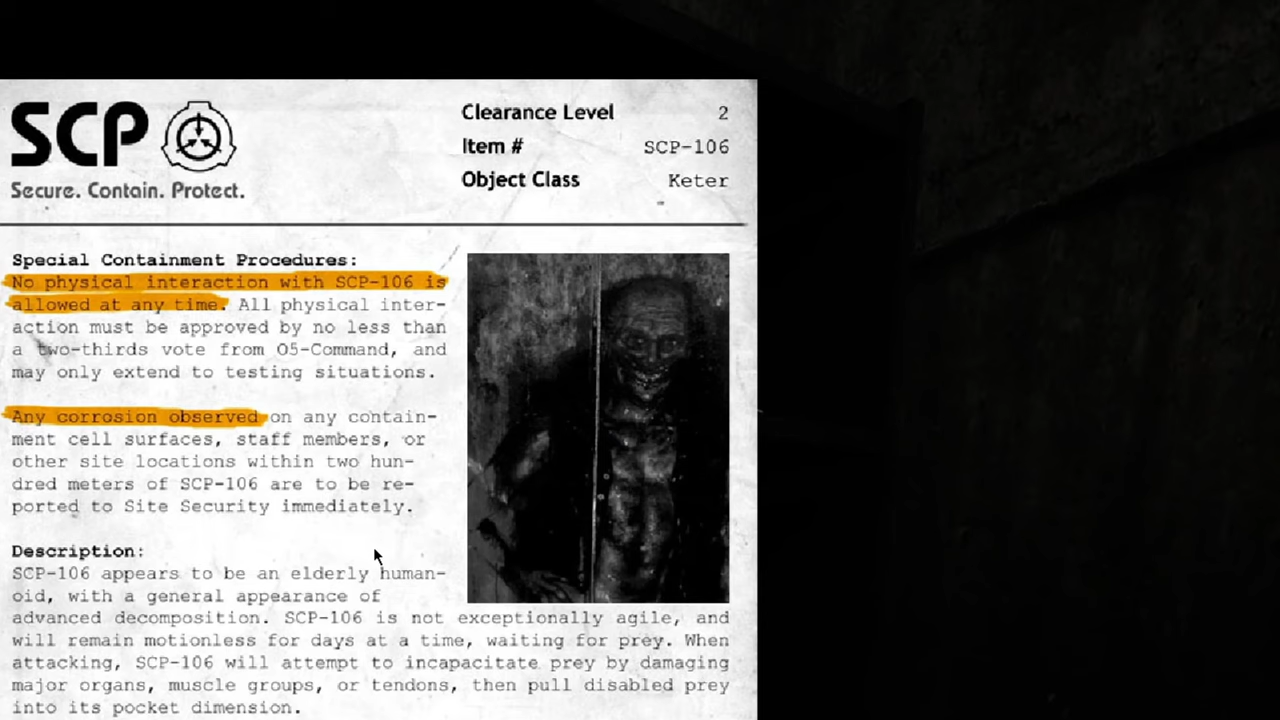 SCP
Secure. Contain. Protect.
Clearance Level 2
Item # SCP-106
Object Class Keter
Special Containment Procedures:
No physical interaction with SCP-106 is
allowed at any time. All physical inter-
action must be approved by no less than
a two-thirds vote from O5-Command, and
may only extend to testing situations.
Any corrosion observed on any contain-
ment cell surfaces, staff members, or
other site locations within two hun-
dred meters of SCP-106 are to be re-
ported to Site Security immediately.
Description:
SCP-106 appears to be an elderly human-
oid, with a general appearance of
advanced decomposition. SCP-106 is not exceptionally agile, and
will remain motionless for days at a time, waiting for prey. When
attacking, SCP-106 will attempt to incapacitate prey by damaging
major organs, muscle groups, or tendons, then pull disabled prey
into its pocket dimension.